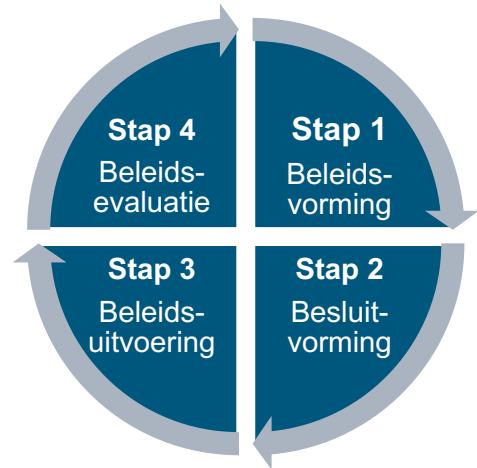 Stap 4
Beleids-
evaluatie
Stap 1
Beleids-
vorming
Stap 3
Beleids-
uitvoering
Stap 2
Besluit-
vorming